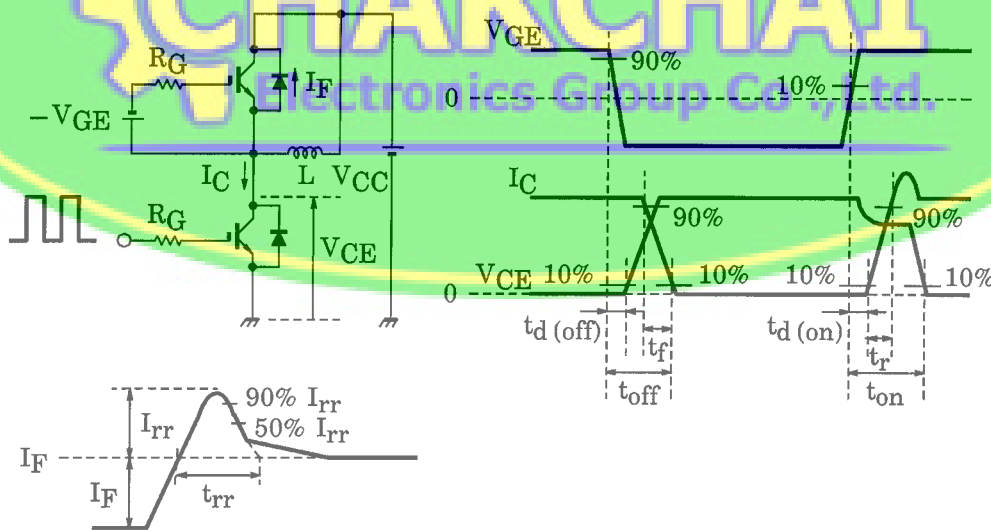 CHAKCHAI
Electronics Group Co.,Ltd.
RG
IF
-VGE
IC
L
VCC
RG
VCE
VGE
90%
0
10%
IC
90%
90%
VCE
10%
10%
10%
10%
0
td (off)
tf
toff
td (on)
tr
ton
90% Irr
Irr
50% Irr
IF
IF
trr